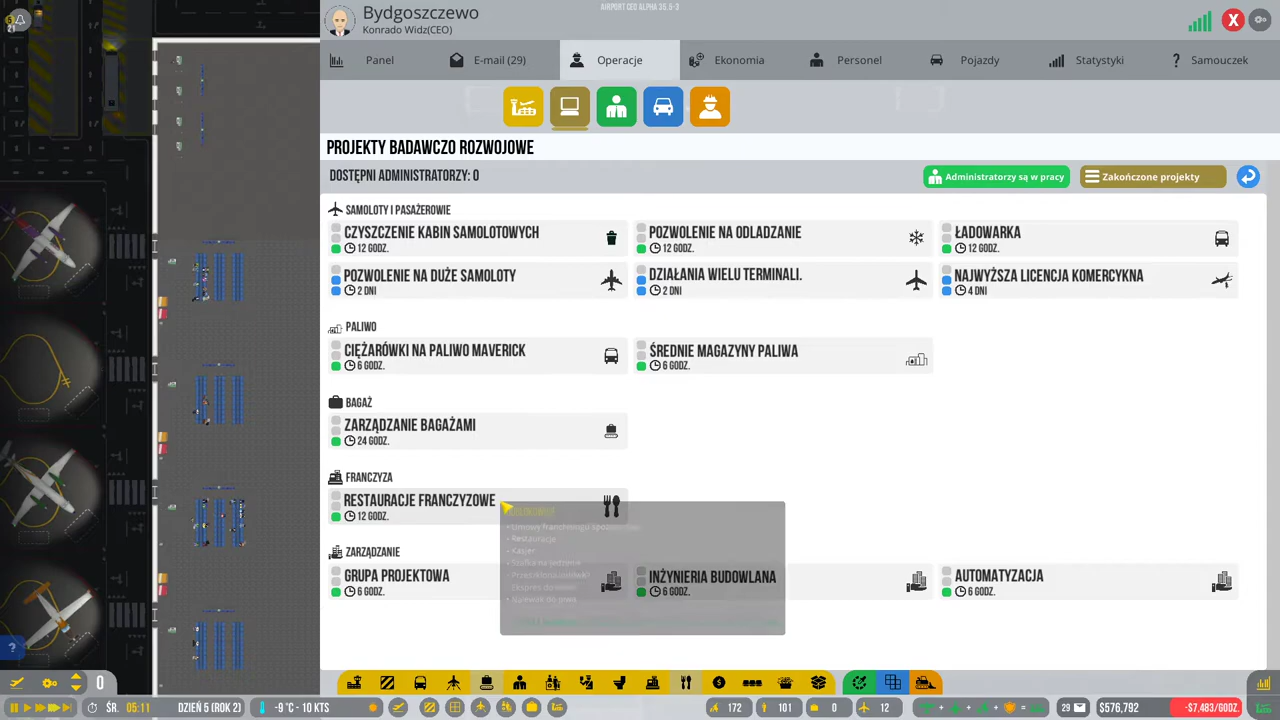 AIRPORT CEO ALPHA 35.5-3
21
Bydgoszczewo
Konrado Widz(CEO)
X
Panel
E-mail (29)
Operacje
Ekonomia
Personel
Pojazdy
Statystyki
? Samouczek
PROJEKTY BADAWCZO ROZWOJOWE
DOSTĘPNI ADMINISTRATORZY: 0
Administratorzy są w pracy
Zakończone projekty
SAMOLOTY I PASAŻEROWIE
CZYSZCZENIE KABIN SAMOLOTOWYCH
12 GODZ.
POZWOLENIE NA ODLADZANIE
12 GODZ.
ŁADOWARKA
12 GODZ.
POZWOLENIE NA DUŻE SAMOLOTY
2 DNI
DZIAŁANIA WIELU TERMINALI.
2 DNI
NAJWYŻSZA LICENCJA KOMERCYKNA
4 DNI
PALIWO
CIĘŻARÓWKI NA PALIWO MAVERICK
6 GODZ.
ŚREDNIE MAGAZYNY PALIWA
6 GODZ.
BAGAŻ
ZARZĄDZANIE BAGAŻAMI
24 GODZ.
FRANCZYZA
RESTAURACJE FRANCZYZOWE
12 GODZ.
- Restauracje
- Kasjer
ZARZĄDZANIE
GRUPA PROJEKTOWA
6 GODZ.
INŻYNIERIA BUDOWLANA
6 GODZ.
AUTOMATYZACJA
6 GODZ.
?
0
ŚR. 05:11
DZIEŃ 5 (ROK 2)
-9 °C - 10 KTS
172
101
0
12
29
$576,792
-$7,483/GODZ.